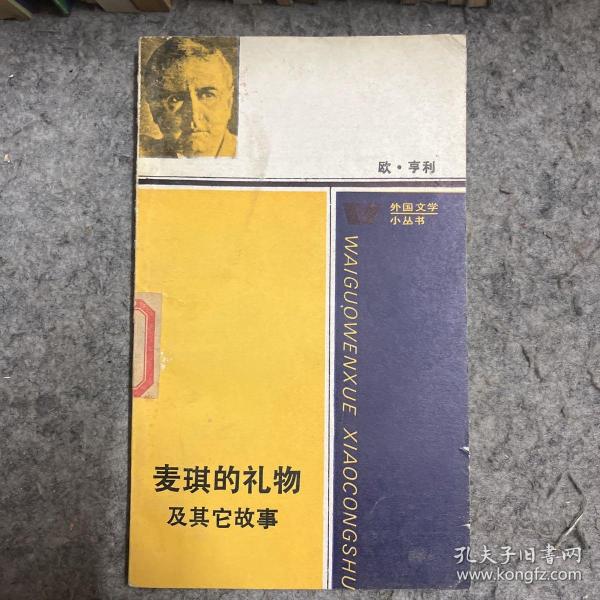 欧·亨利
外国文学
小丛书
WAIGUOWENXUE XIAOCONGSHU
麦琪的礼物
及其它故事
孔夫子旧书网
www.kongfz.com